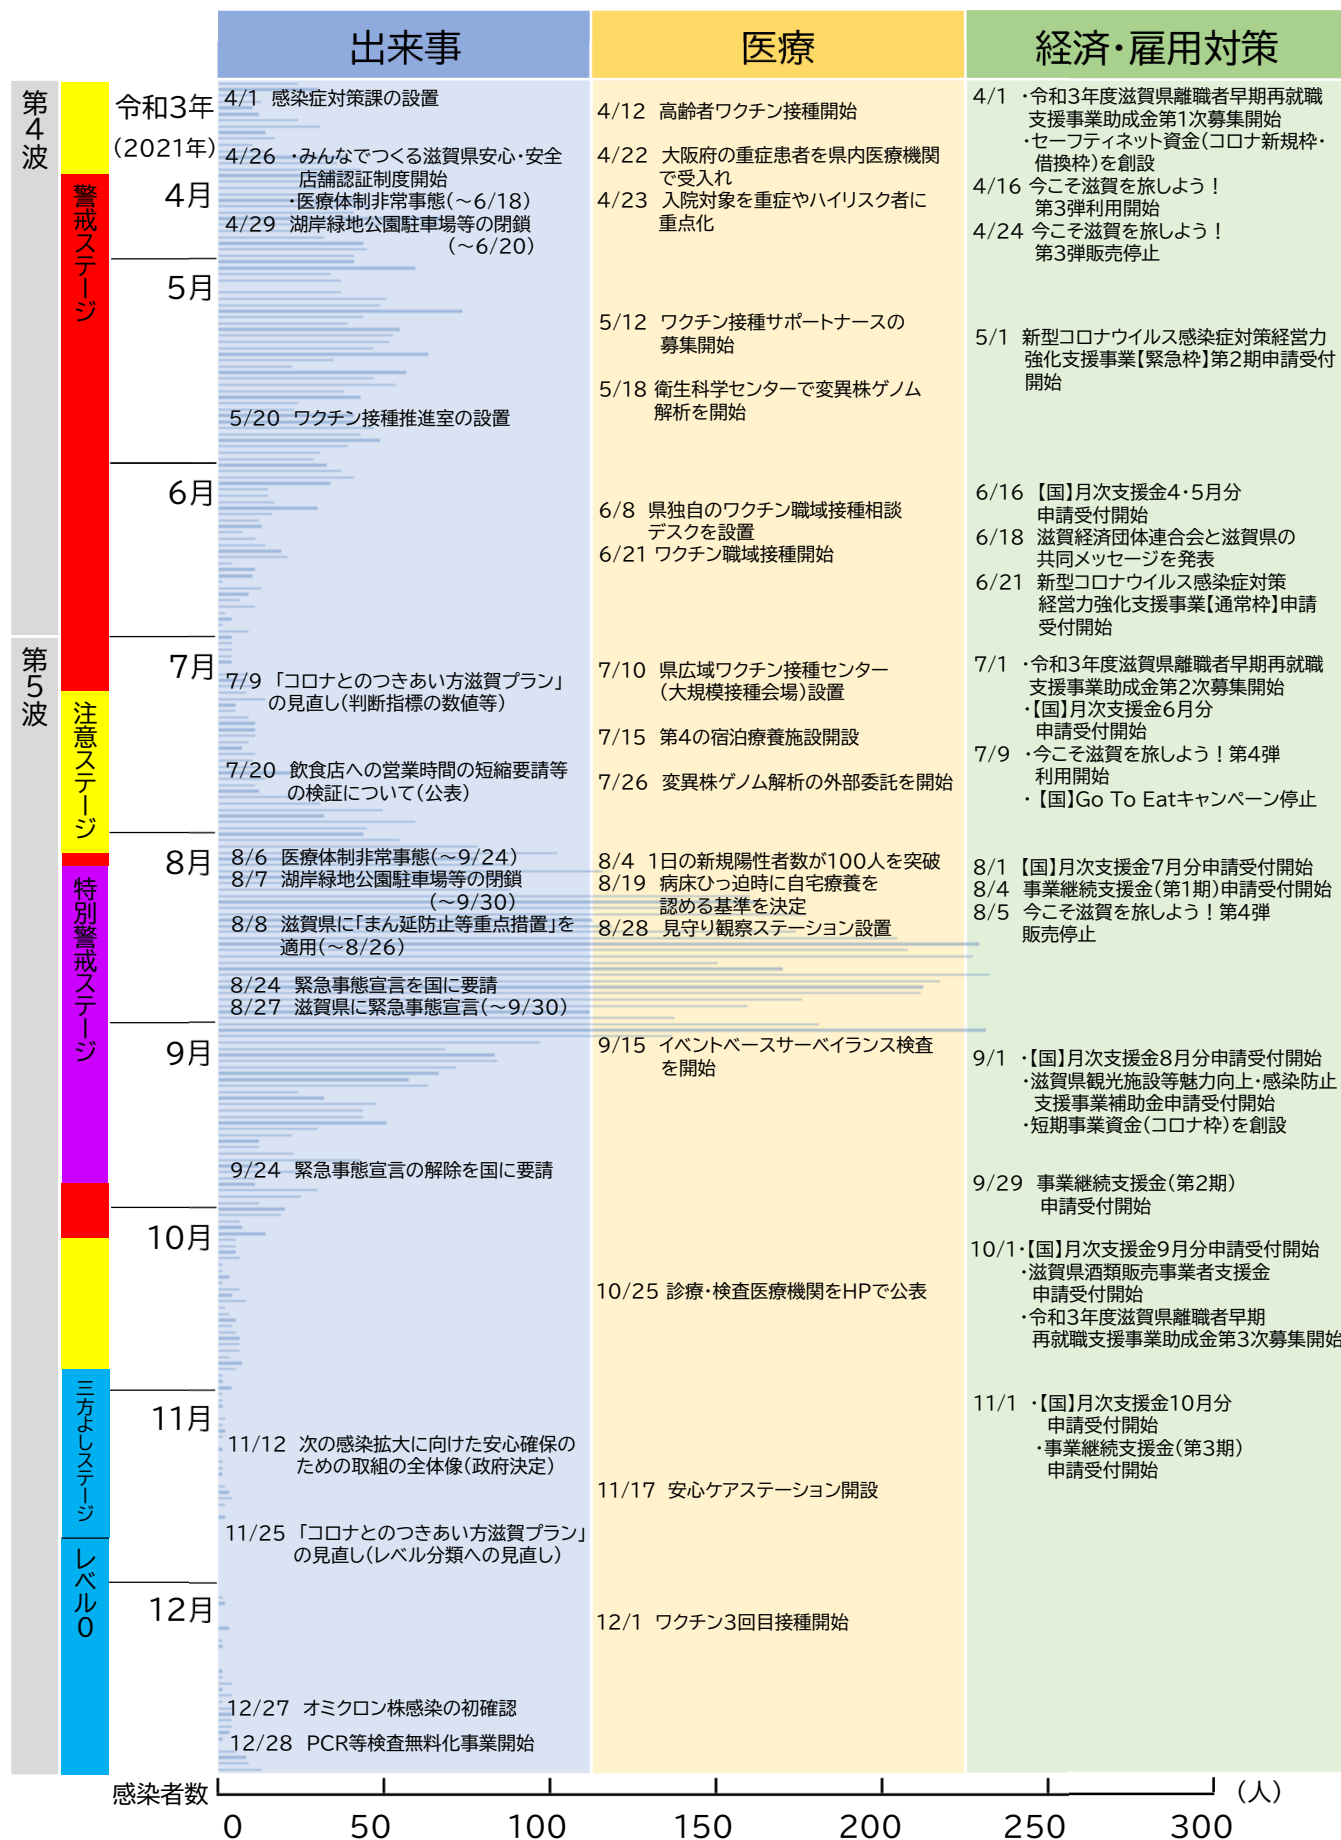 出来事
医療
経済・雇用対策
第4波
第5波
警戒ステージ
注意ステージ
特別警戒ステージ
三方よしステージ
レベル0
令和3年
(2021年)
4月
5月
6月
7月
8月
9月
10月
11月
12月
4/1 感染症対策課の設置
4/26 ・みんなでつくる滋賀県安心・安全
店舗認証制度開始
・医療体制非常事態(～6/18)
4/29 湖岸緑地公園駐車場等の閉鎖
(～6/20)
5/20 ワクチン接種推進室の設置
7/9 「コロナとのつきあい方滋賀プラン」
の見直し(判断指標の数値等)
7/20 飲食店への営業時間の短縮要請等
の検証について(公表)
8/6 医療体制非常事態(～9/24)
8/7 湖岸緑地公園駐車場等の閉鎖
(～9/30)
8/8 滋賀県に「まん延防止等重点措置」を
適用(～8/26)
8/24 緊急事態宣言を国に要請
8/27 滋賀県に緊急事態宣言(～9/30)
9/24 緊急事態宣言の解除を国に要請
11/12 次の感染拡大に向けた安心確保の
ための取組の全体像(政府決定)
11/25 「コロナとのつきあい方滋賀プラン」
の見直し(レベル分類への見直し)
12/27 オミクロン株感染の初確認
12/28 PCR等検査無料化事業開始
4/12 高齢者ワクチン接種開始
4/22 大阪府の重症患者を県内医療機関
で受入れ
4/23 入院対象を重症やハイリスク者に
重点化
5/12 ワクチン接種サポートナースの
募集開始
5/18 衛生科学センターで変異株ゲノム
解析を開始
6/8 県独自のワクチン職域接種相談
デスクを設置
6/21 ワクチン職域接種開始
7/10 県広域ワクチン接種センター
(大規模接種会場)設置
7/15 第4の宿泊療養施設開設
7/26 変異株ゲノム解析の外部委託を開始
8/4 1日の新規陽性者数が100人を突破
8/19 病床ひっ迫時に自宅療養を
認める基準を決定
8/28 見守り観察ステーション設置
9/15 イベントベースサーベイランス検査
を開始
10/25 診療・検査医療機関をHPで公表
11/17 安心ケアステーション開設
12/1 ワクチン3回目接種開始
4/1 ・令和3年度滋賀県離職者早期再就職
支援事業助成金第1次募集開始
・セーフティネット資金(コロナ新規枠・
借換枠)を創設
4/16 今こそ滋賀を旅しよう！
第3弾利用開始
4/24 今こそ滋賀を旅しよう！
第3弾販売停止
5/1 新型コロナウイルス感染症対策経営力
強化支援事業【緊急枠】第2期申請受付
開始
6/16 【国】月次支援金4・5月分
申請受付開始
6/18 滋賀経済団体連合会と滋賀県の
共同メッセージを発表
6/21 新型コロナウイルス感染症対策
経営力強化支援事業【通常枠】申請
受付開始
7/1 ・令和3年度滋賀県離職者早期再就職
支援事業助成金第2次募集開始
・【国】月次支援金6月分
申請受付開始
7/9 ・今こそ滋賀を旅しよう！第4弾
利用開始
・【国】Go To Eatキャンペーン停止
8/1 【国】月次支援金7月分申請受付開始
8/4 事業継続支援金(第1期)申請受付開始
8/5 今こそ滋賀を旅しよう！第4弾
販売停止
9/1 ・【国】月次支援金8月分申請受付開始
・滋賀県観光施設等魅力向上・感染防止
支援事業補助金申請受付開始
・短期事業資金(コロナ枠)を創設
9/29 事業継続支援金(第2期)
申請受付開始
10/1・【国】月次支援金9月分申請受付開始
・滋賀県酒類販売事業者支援金
申請受付開始
・令和3年度滋賀県離職者早期
再就職支援事業助成金第3次募集開始
11/1 ・【国】月次支援金10月分
申請受付開始
・事業継続支援金(第3期)
申請受付開始
感染者数
(人)
0 50 100 150 200 250 300